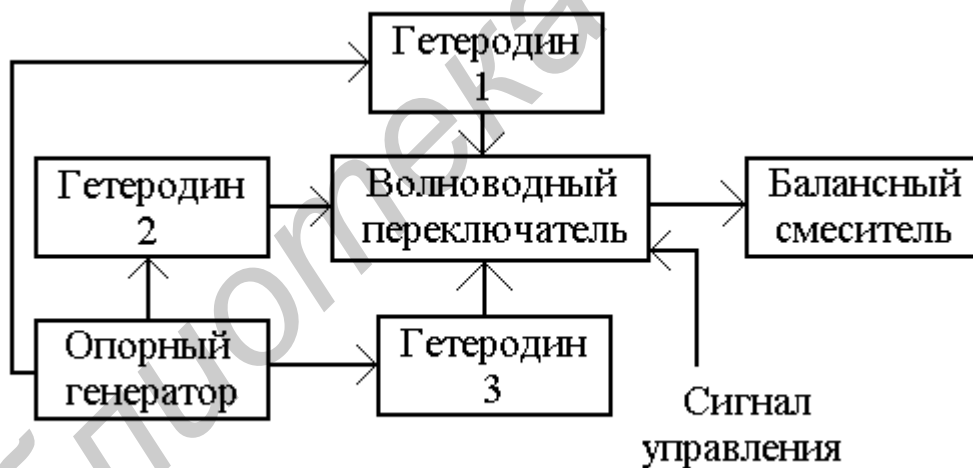 Гетеродин
1
Гетеродин
2
Волноводный
переключатель
Балансный
смеситель
Опорный
генератор
Гетеродин
3
Сигнал
управления